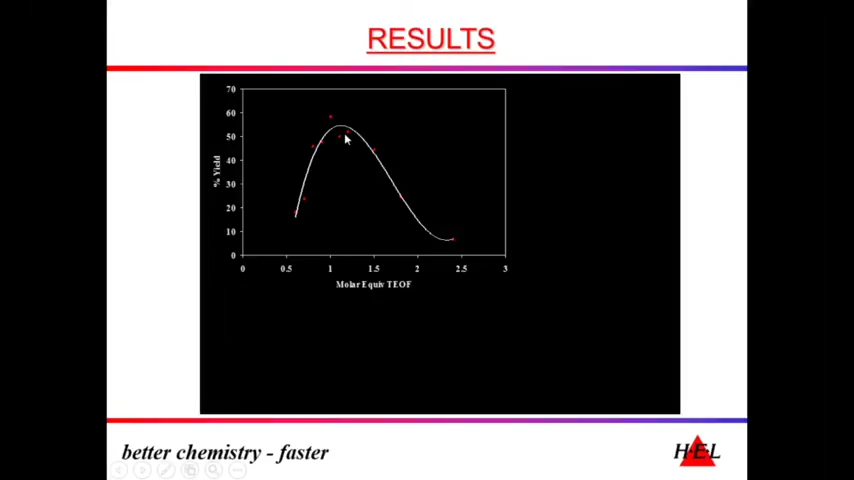 RESULTS
70
60
50
40
30
20
10
0
% Yield
0 0.5 1 1.5 2 2.5 3
Molar Equiv TEOF
better chemistry - faster
HEL